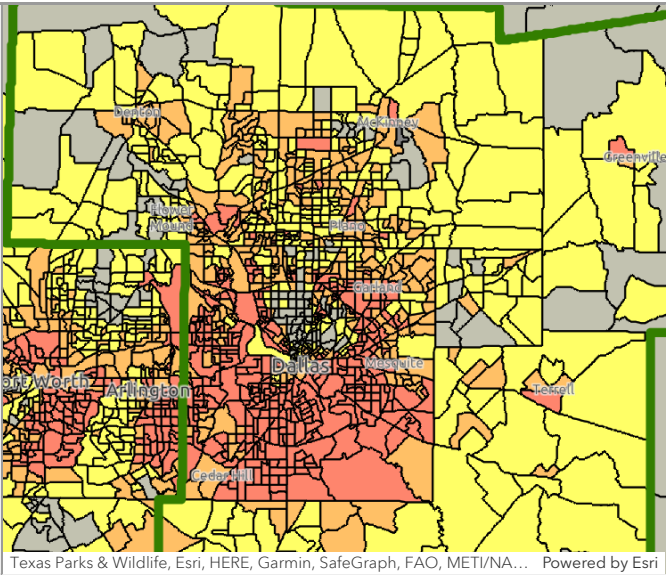 Denton
McKinney
Greenville
Flower
Mound
Plano
Garland
ort Worth
Arlington
Dallas
Mesquite
Terrell
Cedar Hill
Texas Parks & Wildlife, Esri, HERE, Garmin, SafeGraph, FAO, METI/NA... Powered by Esri